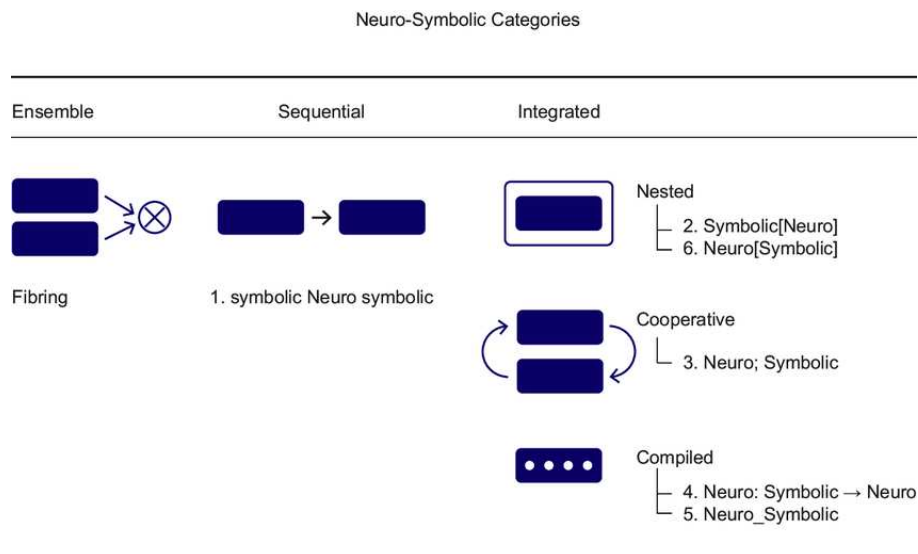 Neuro-Symbolic Categories
Ensemble
Sequential
Integrated
Nested
2. Symbolic[Neuro]
6. Neuro[Symbolic]
Fibring
1. symbolic Neuro symbolic
Cooperative
3. Neuro; Symbolic
Compiled
4. Neuro: Symbolic → Neuro
5. Neuro_Symbolic